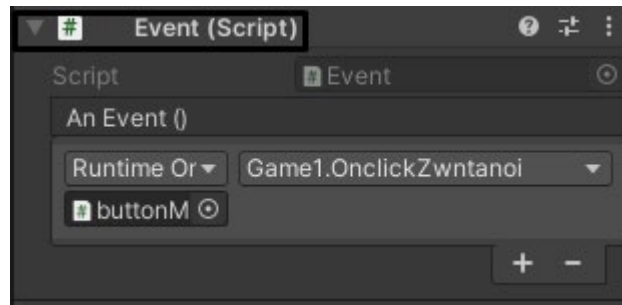 Event (Script)
Script Event
An Event ()
Runtime Or Game1.OnclickZwntanoi
buttonM